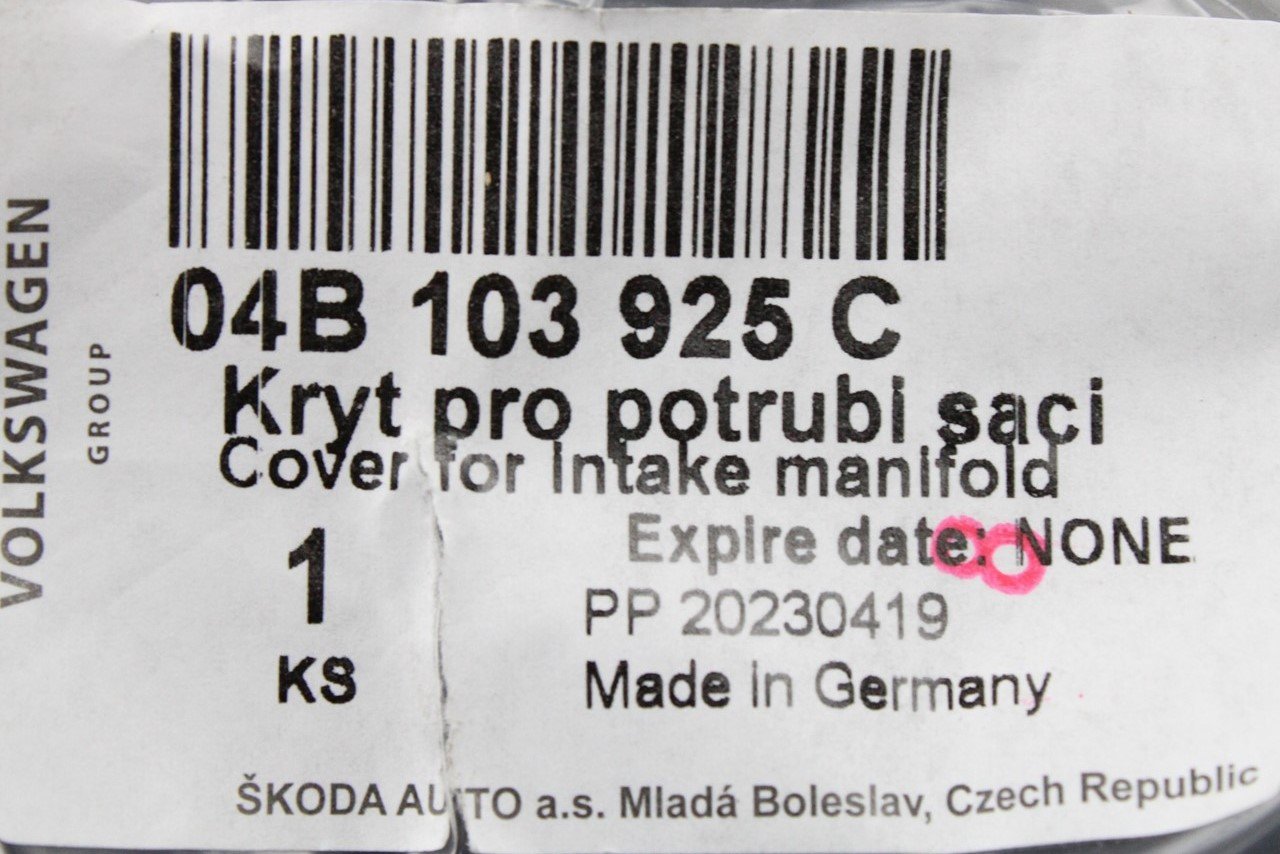 VOLKSWAGEN
GROUP
04B 103 925 C
Kryt pro potrubi saci
Cover for intake manifold
1
KS
Expire date: NONE
PP 20230419
Made in Germany
ŠKODA AUTO a.s. Mladá Boleslav, Czech Republic